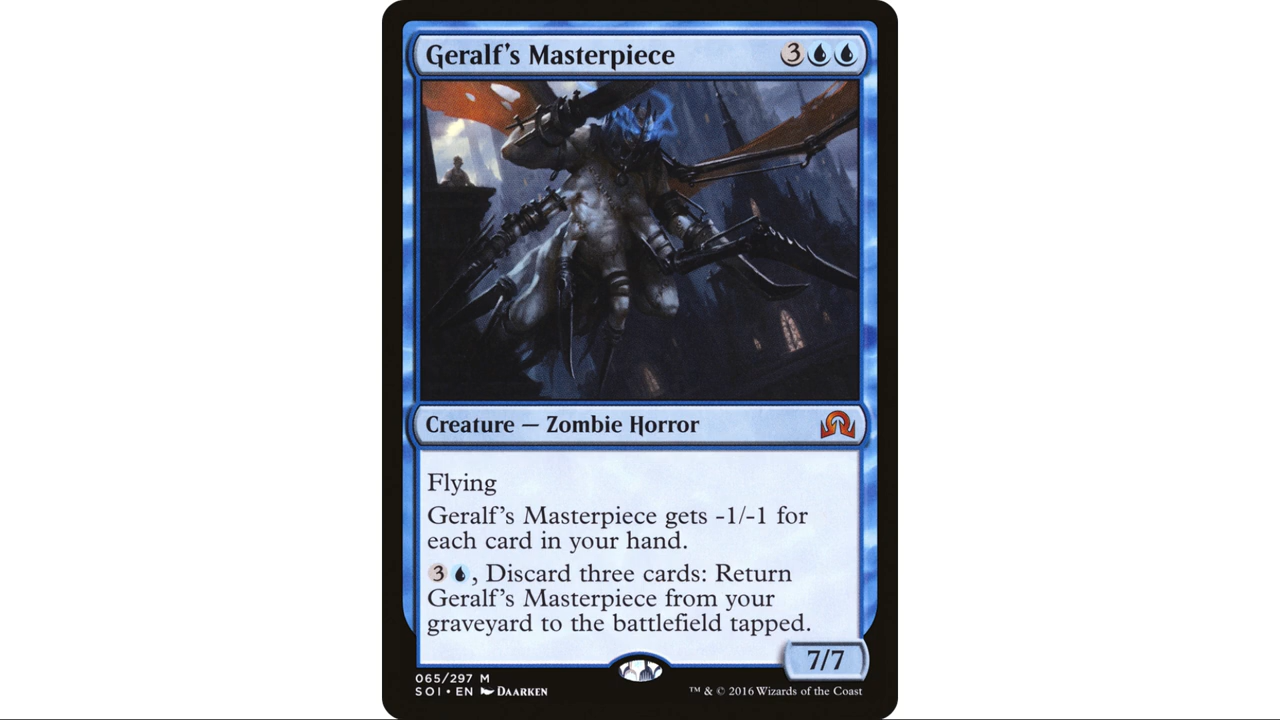 Geralf's Masterpiece 3
Creature — Zombie Horror
Flying
Geralf's Masterpiece gets -1/-1 for
each card in your hand.
3 , Discard three cards: Return
Geralf's Masterpiece from your
graveyard to the battlefield tapped.
7/7
065/297 M
SOI • EN DAARKEN
™ & © 2016 Wizards of the Coast